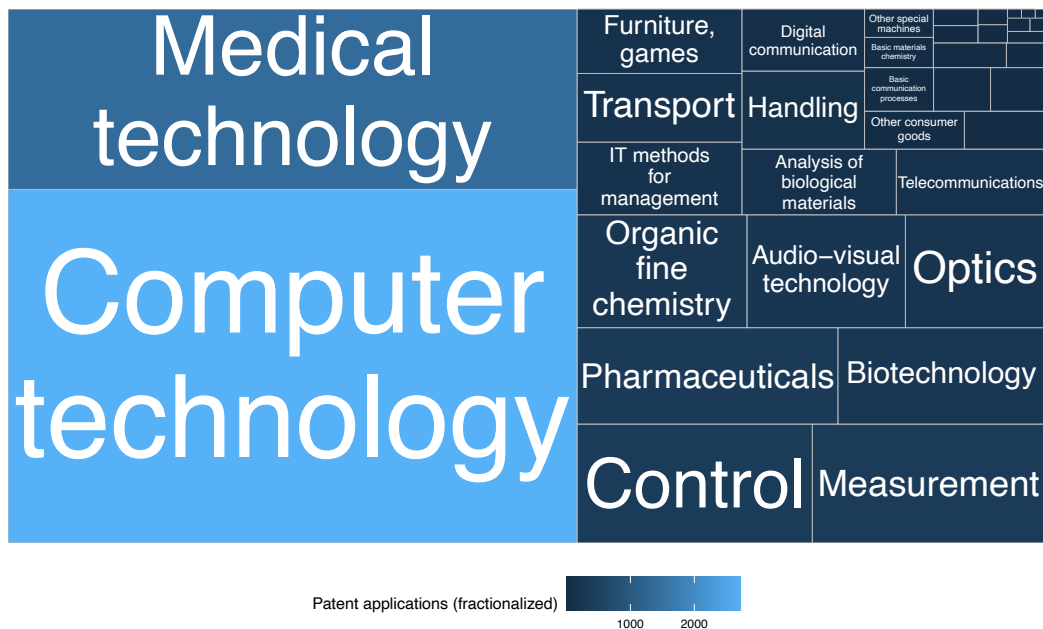 Medical
technology
Computer
technology
Furniture,
games
Transport
IT methods
for
management
Digital
communication
Handling
Other special
machines
Basic materials
chemistry
Basic
communication
processes
Other consumer
goods
Analysis of
biological
materials
Telecommunications
Organic
fine
chemistry
Audio−visual
technology
Optics
Pharmaceuticals
Biotechnology
Control
Measurement
Patent applications (fractionalized)
1000
2000